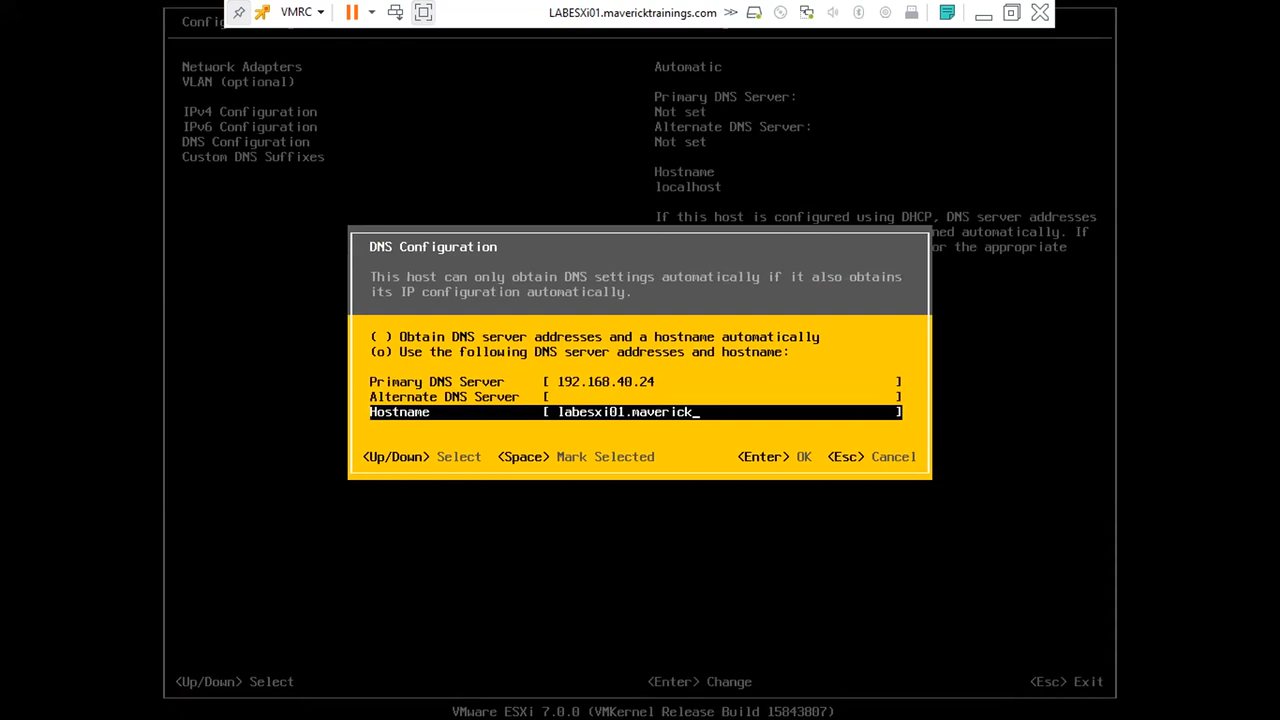 VMRC
LABESXi01.mavericktrainings.com
Network Adapters
VLAN (optional)
IPv4 Configuration
IPv6 Configuration
DNS Configuration
Custom DNS Suffixes
Automatic
Primary DNS Server:
Not set
Alternate DNS Server:
Not set
Hostname
localhost
If this host is configured using DHCP, DNS server addresses
automatically. If
the appropriate
DNS Configuration
This host can only obtain DNS settings automatically if it also obtains
its IP configuration automatically.
( ) Obtain DNS server addresses and a hostname automatically
(o) Use the following DNS server addresses and hostname:
Primary DNS Server [ 192.168.40.24 ]
Alternate DNS Server [ ]
Hostname [ labesxi01.maverick_ ]
<Up/Down> Select <Space> Mark Selected <Enter> OK <Esc> Cancel
<Up/Down> Select <Enter> Change <Esc> Exit
VMware ESXi 7.0.0 (VMKernel Release Build 15843807)